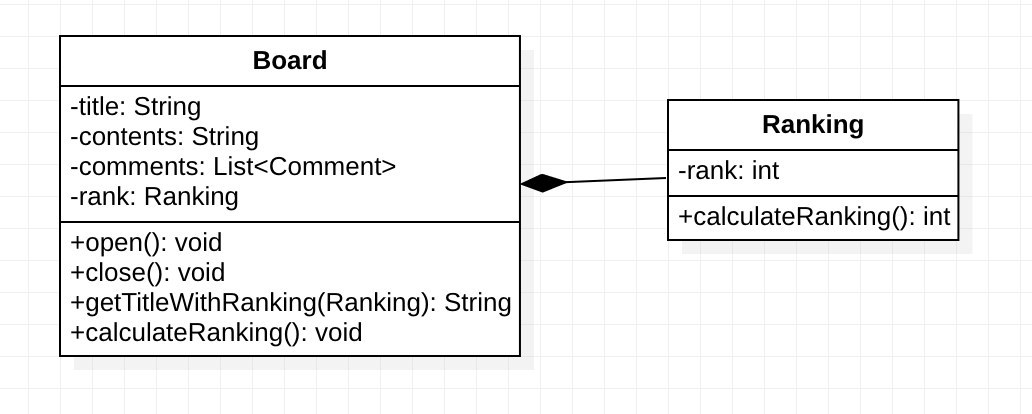 Board
-title: String
-contents: String
-comments: List<Comment>
-rank: Ranking
+open(): void
+close(): void
+getTitleWithRanking(Ranking): String
+calculateRanking(): void
Ranking
-rank: int
+calculateRanking(): int